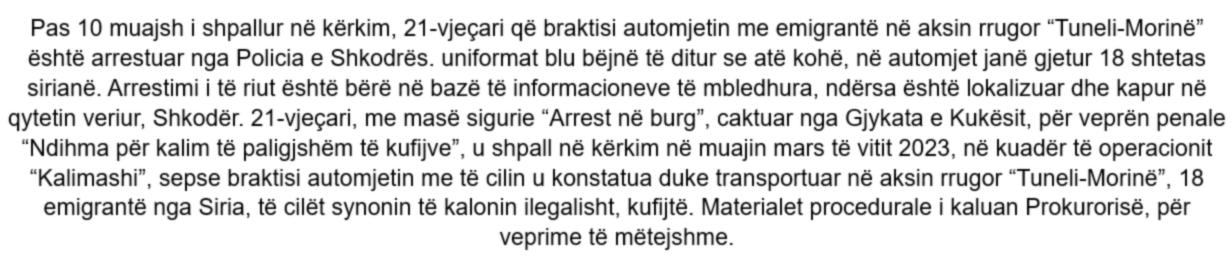 Pas 10 muajsh i shpallur në kërkim, 21-vjeçari që braktisi automjetin me emigrantë në aksin rrugor “Tuneli-Morinë”
është arrestuar nga Policia e Shkodrës. uniformat blu bëjnë të ditur se atë kohë, në automjet janë gjetur 18 shtetas
sirianë. Arrestimi i të riut është bërë në bazë të informacioneve të mbledhura, ndërsa është lokalizuar dhe kapur në
qytetin veriur, Shkodër. 21-vjeçari, me masë sigurie “Arrest në burg”, caktuar nga Gjykata e Kukësit, për veprën penale
“Ndihma për kalim të paligjshëm të kufijve”, u shpall në kërkim në muajin mars të vitit 2023, në kuadër të operacionit
“Kalimashi”, sepse braktisi automjetin me të cilin u konstatua duke transportuar në aksin rrugor “Tuneli-Morinë”, 18
emigrantë nga Siria, të cilët synonin të kalonin ilegalisht, kufijtë. Materialet procedurale i kaluan Prokurorisë, për
veprime të mëtejshme.